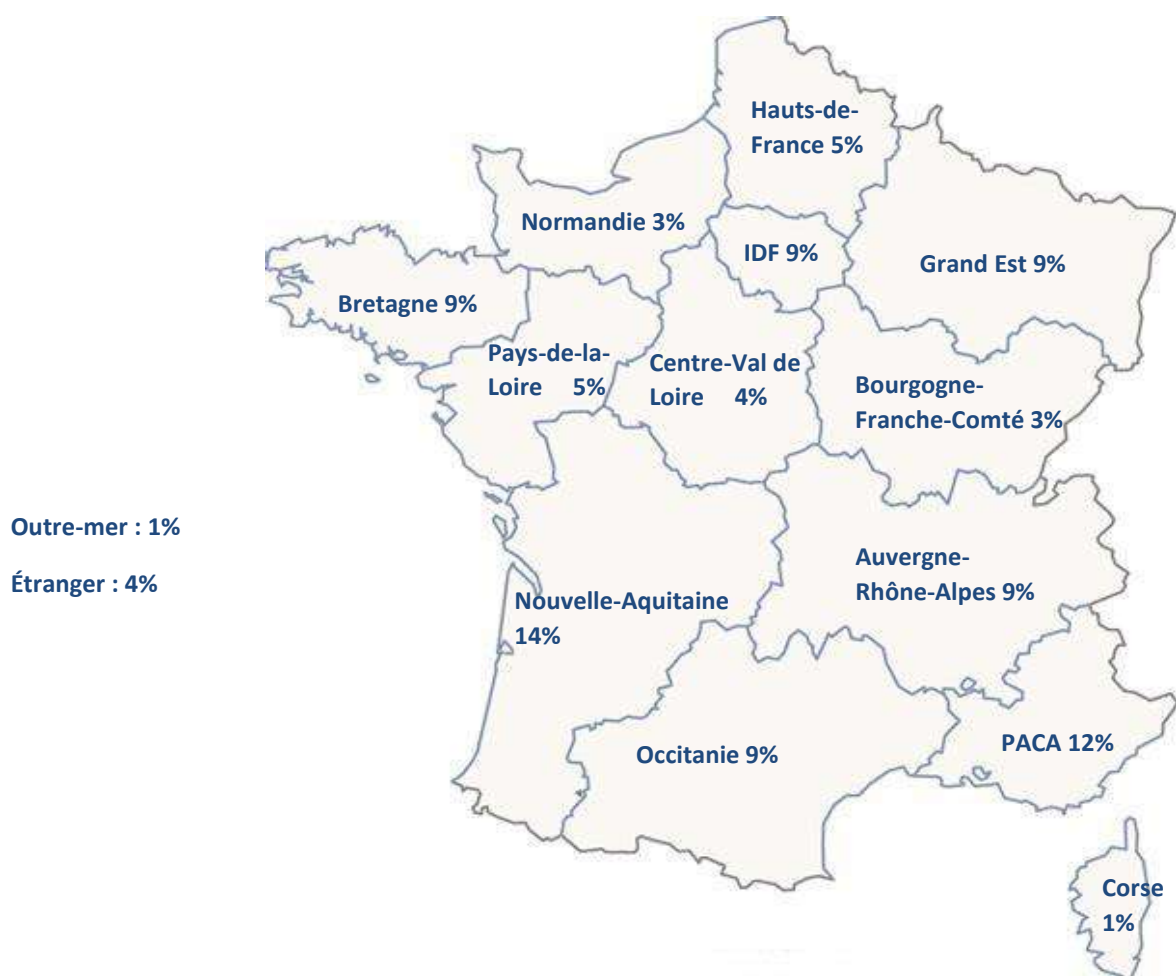 Hauts-de-
France 5%
Normandie 3%
IDF 9%
Grand Est 9%
Bretagne 9%
Pays-de-la-
Loire 5%
Centre-Val de
Loire 4%
Bourgogne-
Franche-Comté 3%
Outre-mer : 1%
Étranger : 4%
Auvergne-
Rhône-Alpes 9%
Nouvelle-Aquitaine
14%
Occitanie 9%
PACA 12%
Corse
1%